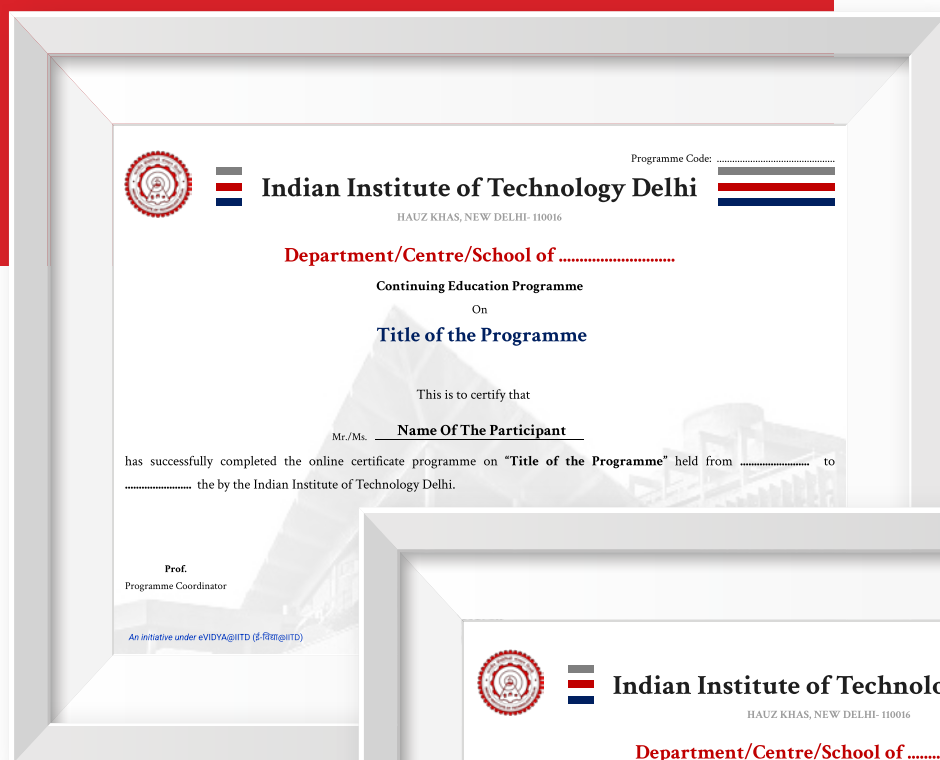 Programme Code: ............................................
Indian Institute of Technology Delhi
HAUZ KHAS, NEW DELHI- 110016
Department/Centre/School of ............................
Continuing Education Programme
On
Title of the Programme
This is to certify that
Mr./Ms. Name Of The Participant
has successfully completed the online certificate programme on “Title of the Programme” held from ......................... to
........................ the by the Indian Institute of Technology Delhi.
Prof.
Programme Coordinator
An initiative under eVIDYA@IITD (ई-विद्या@IITD)
Indian Institute of Technolo
HAUZ KHAS, NEW DELHI- 110016
Department/Centre/School of ........